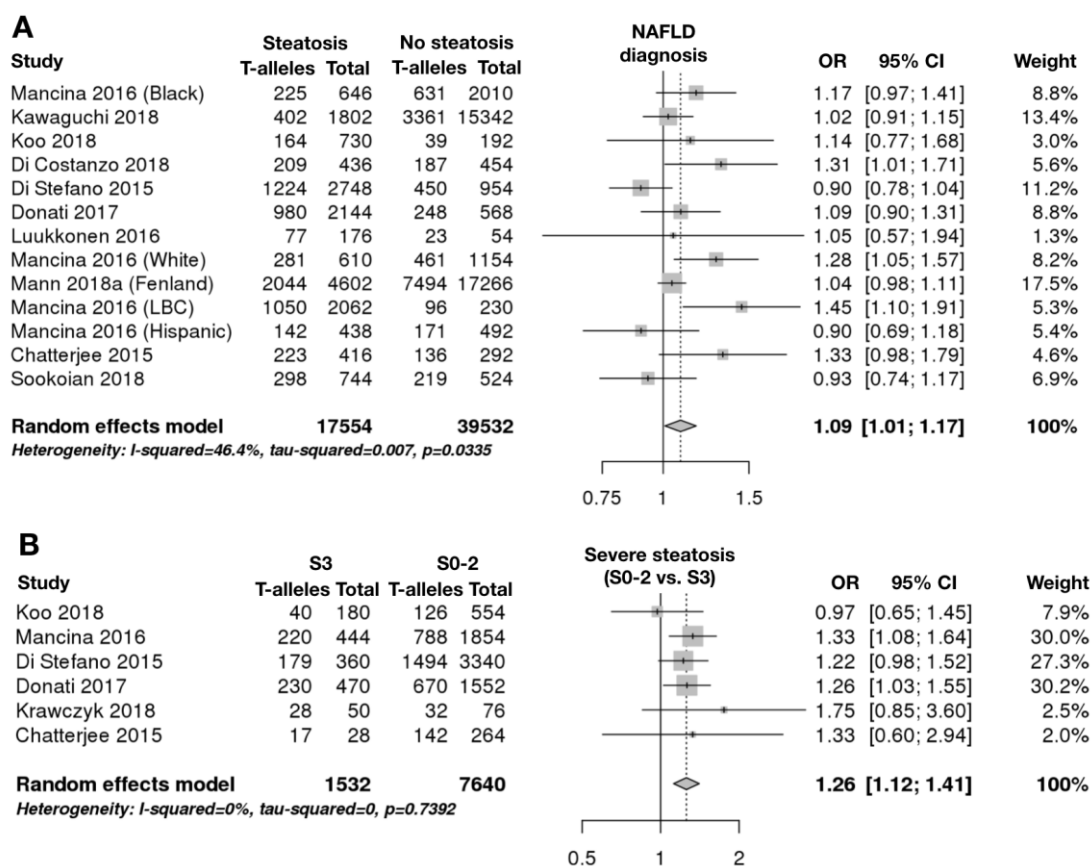 A
Steatosis No steatosis NAFLD diagnosis
Study T-alleles Total T-alleles Total OR 95% CI Weight
Mancina 2016 (Black) 225 646 631 2010 1.17 [0.97; 1.41] 8.8%
Kawaguchi 2018 402 1802 3361 15342 1.02 [0.91; 1.15] 13.4%
Koo 2018 164 730 39 192 1.14 [0.77; 1.68] 3.0%
Di Costanzo 2018 209 436 187 454 1.31 [1.01; 1.71] 5.6%
Di Stefano 2015 1224 2748 450 954 0.90 [0.78; 1.04] 11.2%
Donati 2017 980 2144 248 568 1.09 [0.90; 1.31] 8.8%
Luukkonen 2016 77 176 23 54 1.05 [0.57; 1.94] 1.3%
Mancina 2016 (White) 281 610 461 1154 1.28 [1.05; 1.57] 8.2%
Mann 2018a (Fenland) 2044 4602 7494 17266 1.04 [0.98; 1.11] 17.5%
Mancina 2016 (LBC) 1050 2062 96 230 1.45 [1.10; 1.91] 5.3%
Mancina 2016 (Hispanic) 142 438 171 492 0.90 [0.69; 1.18] 5.4%
Chatterjee 2015 223 416 136 292 1.33 [0.98; 1.79] 4.6%
Sookoian 2018 298 744 219 524 0.93 [0.74; 1.17] 6.9%
Random effects model 17554 39532 1.09 [1.01; 1.17] 100%
Heterogeneity: I-squared=46.4%, tau-squared=0.007, p=0.0335
0.75 1 1.5
B
S3 S0-2 Severe steatosis (S0-2 vs. S3)
Study T-alleles Total T-alleles Total OR 95% CI Weight
Koo 2018 40 180 126 554 0.97 [0.65; 1.45] 7.9%
Mancina 2016 220 444 788 1854 1.33 [1.08; 1.64] 30.0%
Di Stefano 2015 179 360 1494 3340 1.22 [0.98; 1.52] 27.3%
Donati 2017 230 470 670 1552 1.26 [1.03; 1.55] 30.2%
Krawczyk 2018 28 50 32 76 1.75 [0.85; 3.60] 2.5%
Chatterjee 2015 17 28 142 264 1.33 [0.60; 2.94] 2.0%
Random effects model 1532 7640 1.26 [1.12; 1.41] 100%
Heterogeneity: I-squared=0%, tau-squared=0, p=0.7392
0.5 1 2